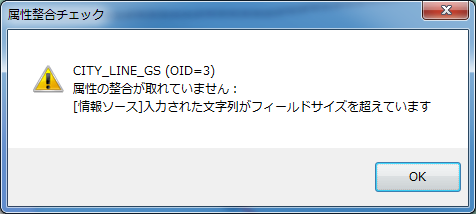 属性整合チェック
CITY_LINE_GS (OID=3)
属性の整合が取れていません：
[情報ソース]入力された文字列がフィールドサイズを超えています
OK